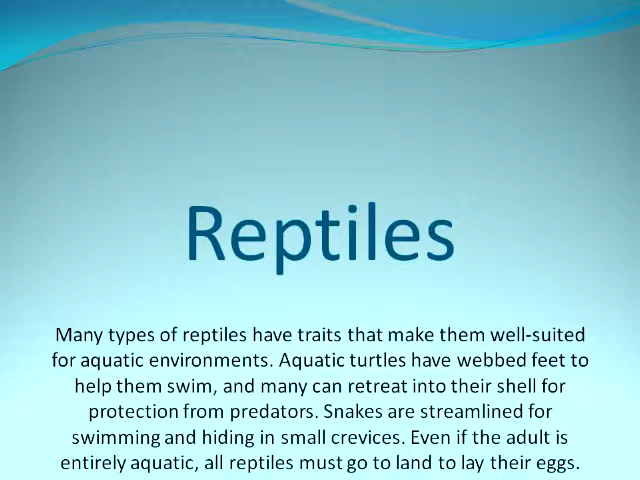 Reptiles
Many types of reptiles have traits that make them well-suited
for aquatic environments. Aquatic turtles have webbed feet to
help them swim, and many can retreat into their shell for
protection from predators. Snakes are streamlined for
swimming and hiding in small crevices. Even if the adult is
entirely aquatic, all reptiles must go to land to lay their eggs.